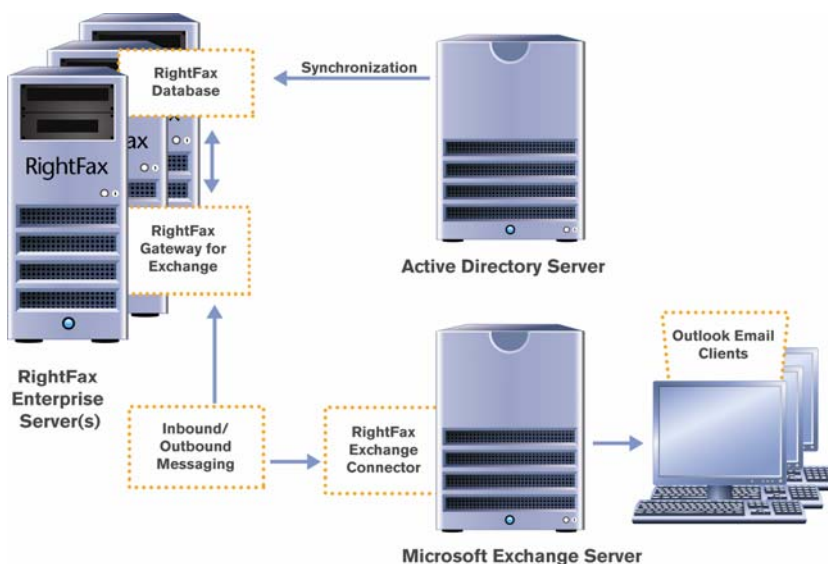 RightFax
Database
Synchronization
ax
RightFax
RightFax
Gateway for
Exchange
Active Directory Server
RightFax
Enterprise
Server(s)
Inbound/
Outbound
Messaging
RightFax
Exchange
Connector
Outlook Email
Clients
Microsoft Exchange Server